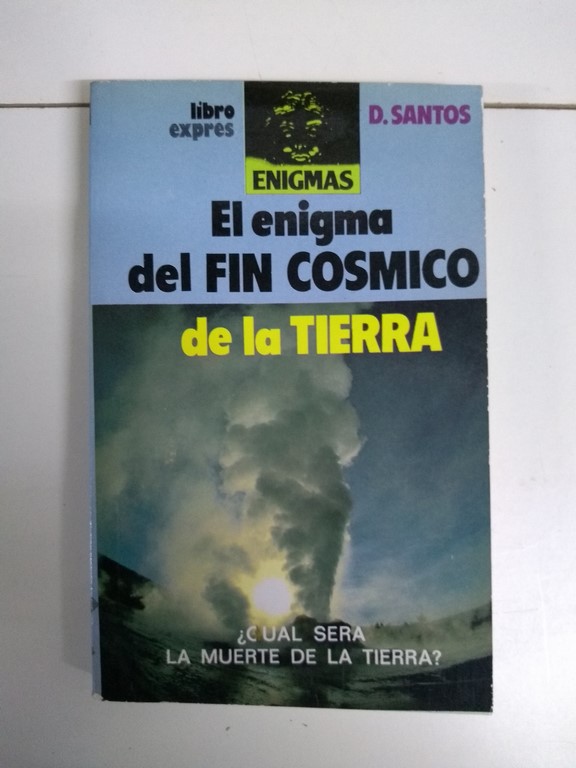 libro
expres
ENIGMAS
D. SANTOS
El enigma
del FIN COSMICO
de la TIERRA
¿CUAL SERA
LA MUERTE DE LA TIERRA?